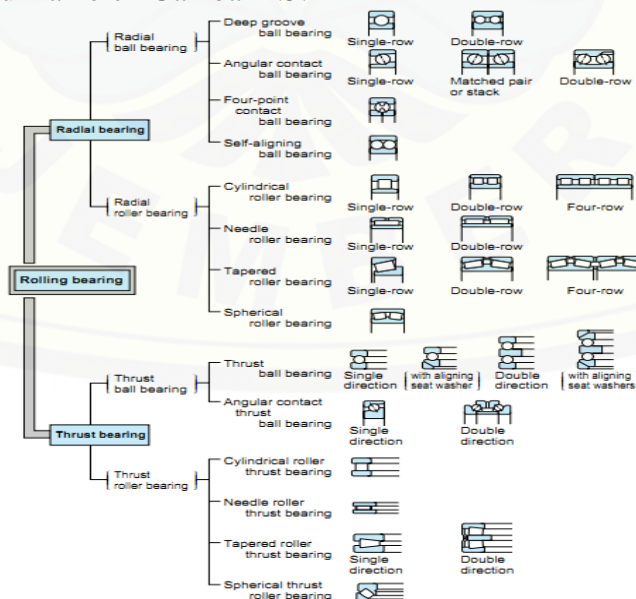 Radial
ball bearing
Deep groove
ball bearing
Single-row
Double-row
Angular contact
ball bearing
Single-row
Matched pair
or stack
Double-row
Four-point
contact
ball bearing
Self-aligning
ball bearing
Radial bearing
Radial
roller bearing
Cylindrical
roller bearing
Single-row
Double-row
Four-row
Needle
roller bearing
Single-row
Double-row
Tapered
roller bearing
Single-row
Double-row
Four-row
Spherical
roller bearing
Rolling bearing
Thrust
ball bearing
Thrust
ball bearing
Single
direction
with aligning
seat washer
Double
direction
with aligning
seat washers
Angular contact
thrust
ball bearing
Single
direction
Double
direction
Thrust bearing
Thrust
roller bearing
Cylindrical roller
thrust bearing
Needle roller
thrust bearing
Tapered roller
thrust bearing
Single
direction
Double
direction
Spherical thrust
roller bearing